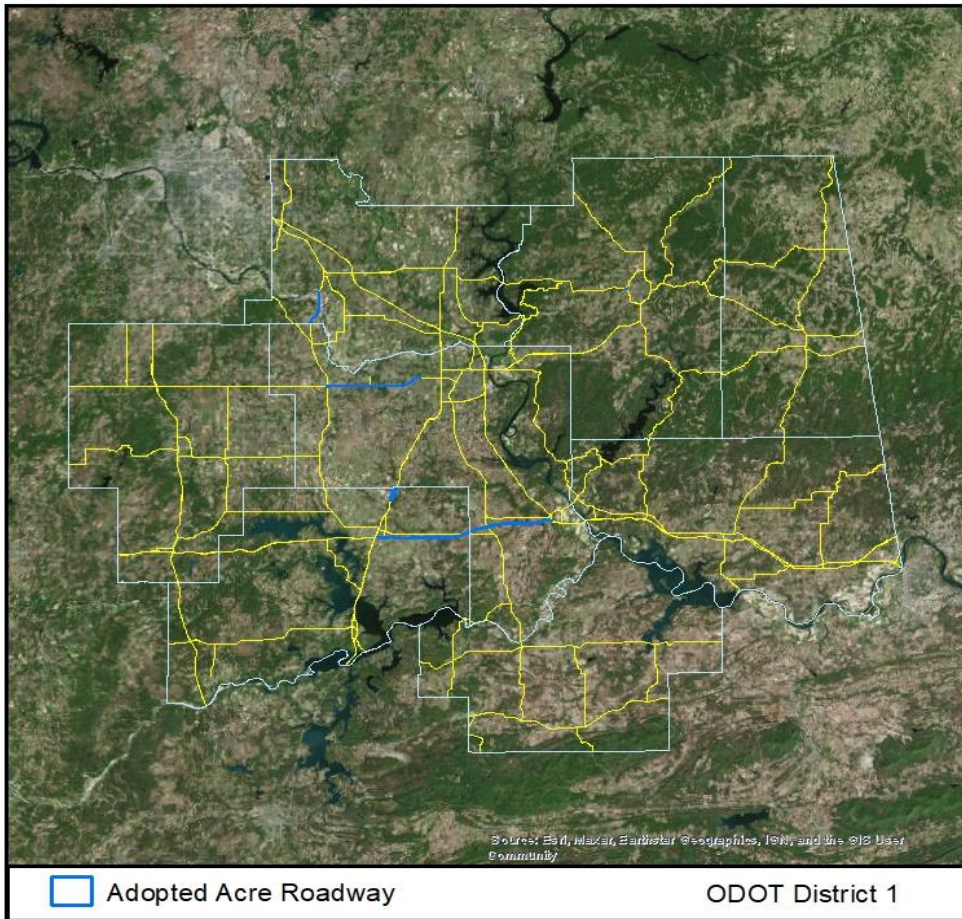 Source: Esri, Maxar, Earthstar Geographics, IGN, and the GIS User
Community
Adopted Acre Roadway
ODOT District 1